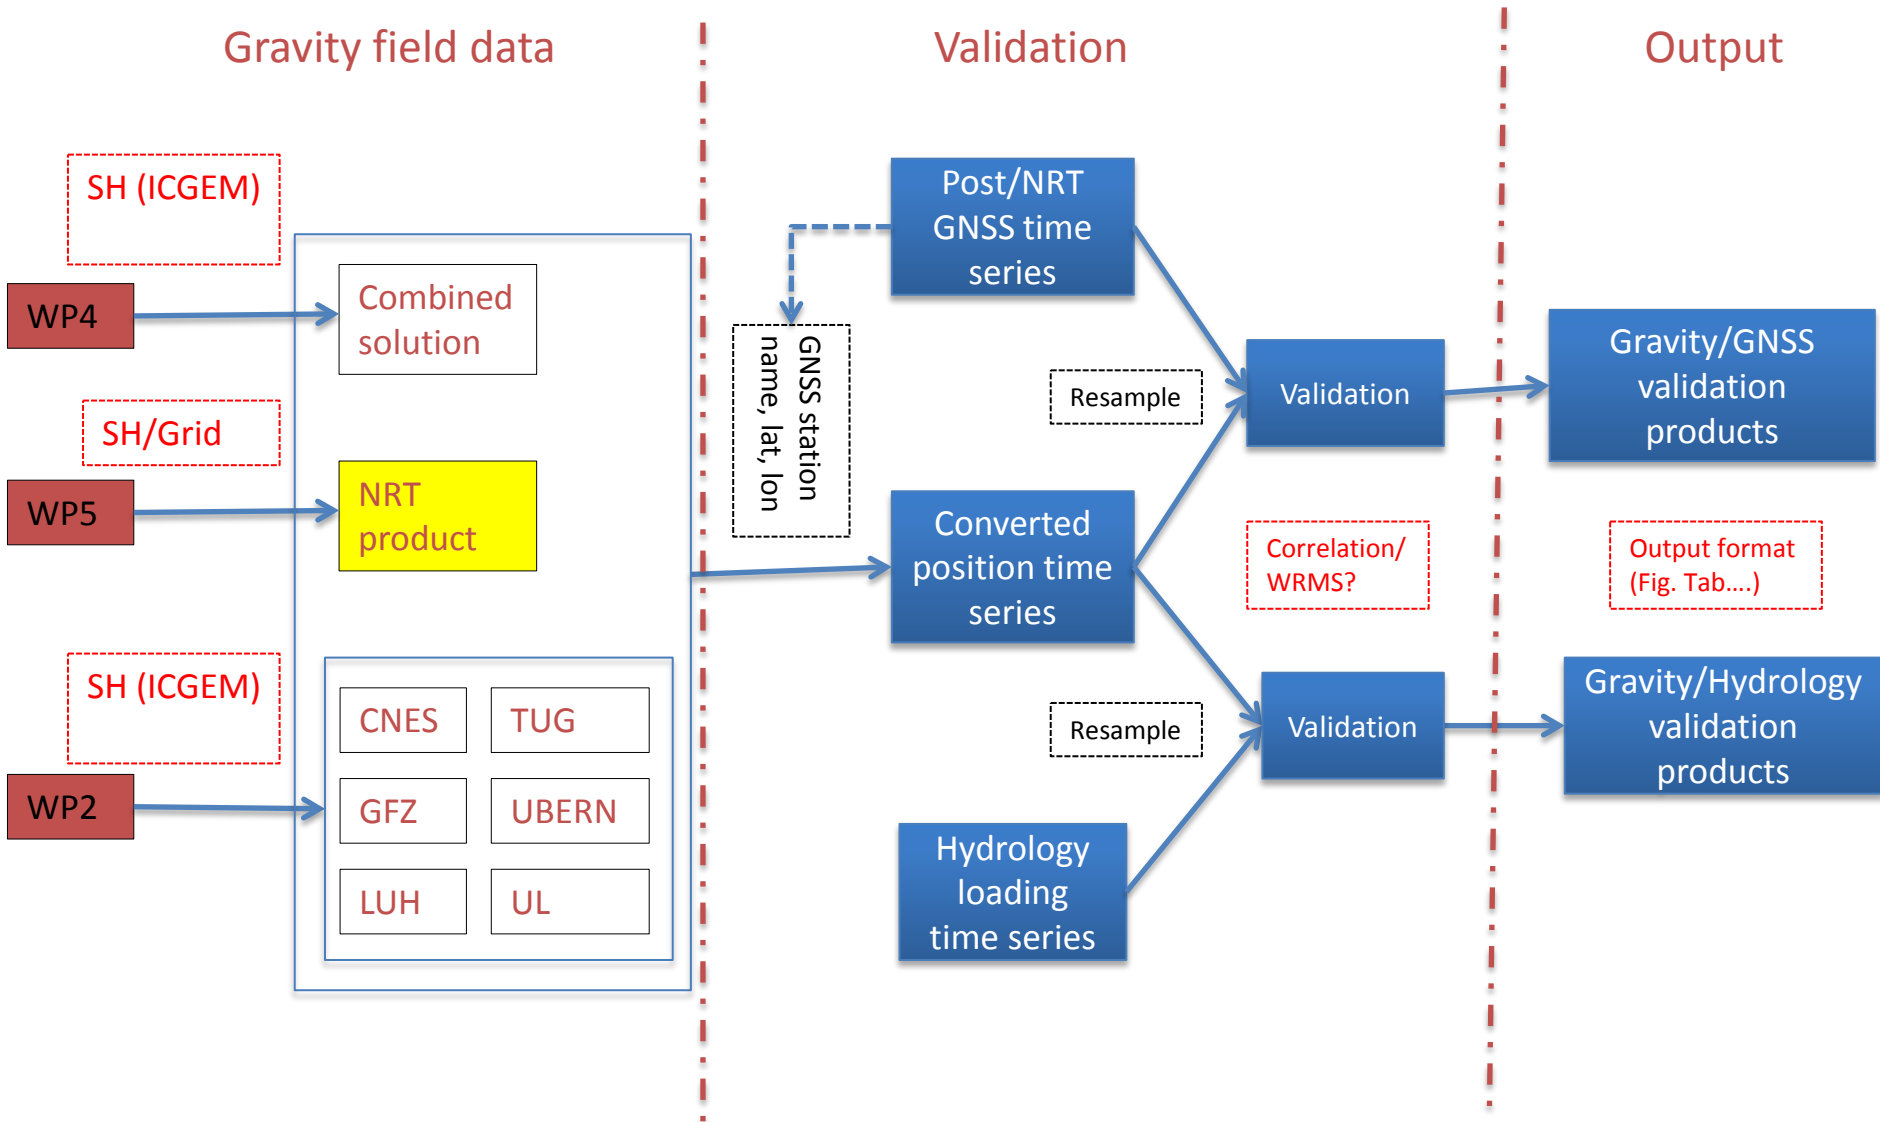 Gravity field data
Validation
Output
SH (ICGEM)
WP4
Combined
solution
SH/Grid
WP5
NRT
product
SH (ICGEM)
WP2
CNES
TUG
GFZ
UBERN
LUH
UL
Post/NRT
GNSS time
series
GNSS station
name, lat, lon
Converted
position time
series
Hydrology
loading
time series
Resample
Resample
Validation
Correlation/
WRMS?
Validation
Gravity/GNSS
validation
products
Output format
(Fig. Tab....)
Gravity/Hydrology
validation
products